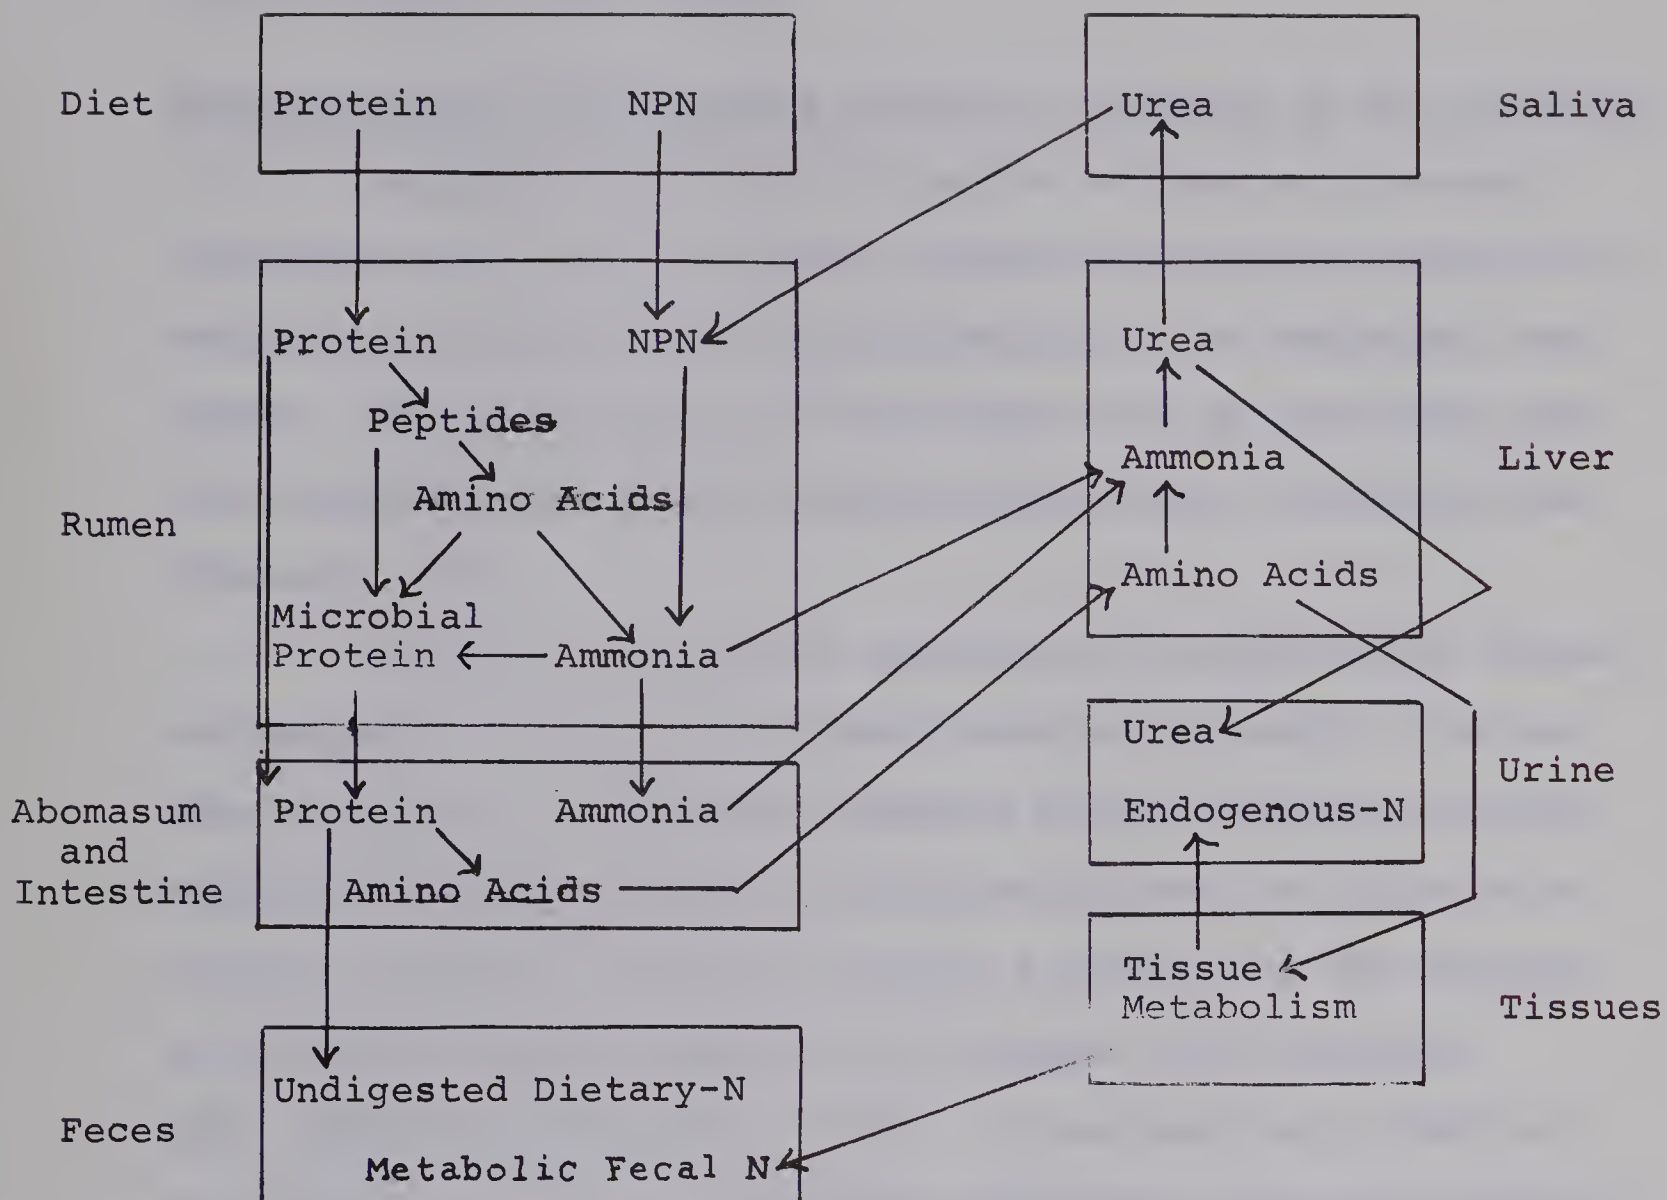 Diet
Protein
NPN
Urea
Saliva
Protein
NPN
Peptides
Amino Acids
Rumen
Microbial
Protein
Ammonia
Urea
Ammonia
Liver
Amino Acids
Urea
Endogenous-N
Urine
Abomasum
and
Intestine
Protein
Ammonia
Amino Acids
Tissue
Metabolism
Tissues
Feces
Undigested Dietary-N
Metabolic Fecal N